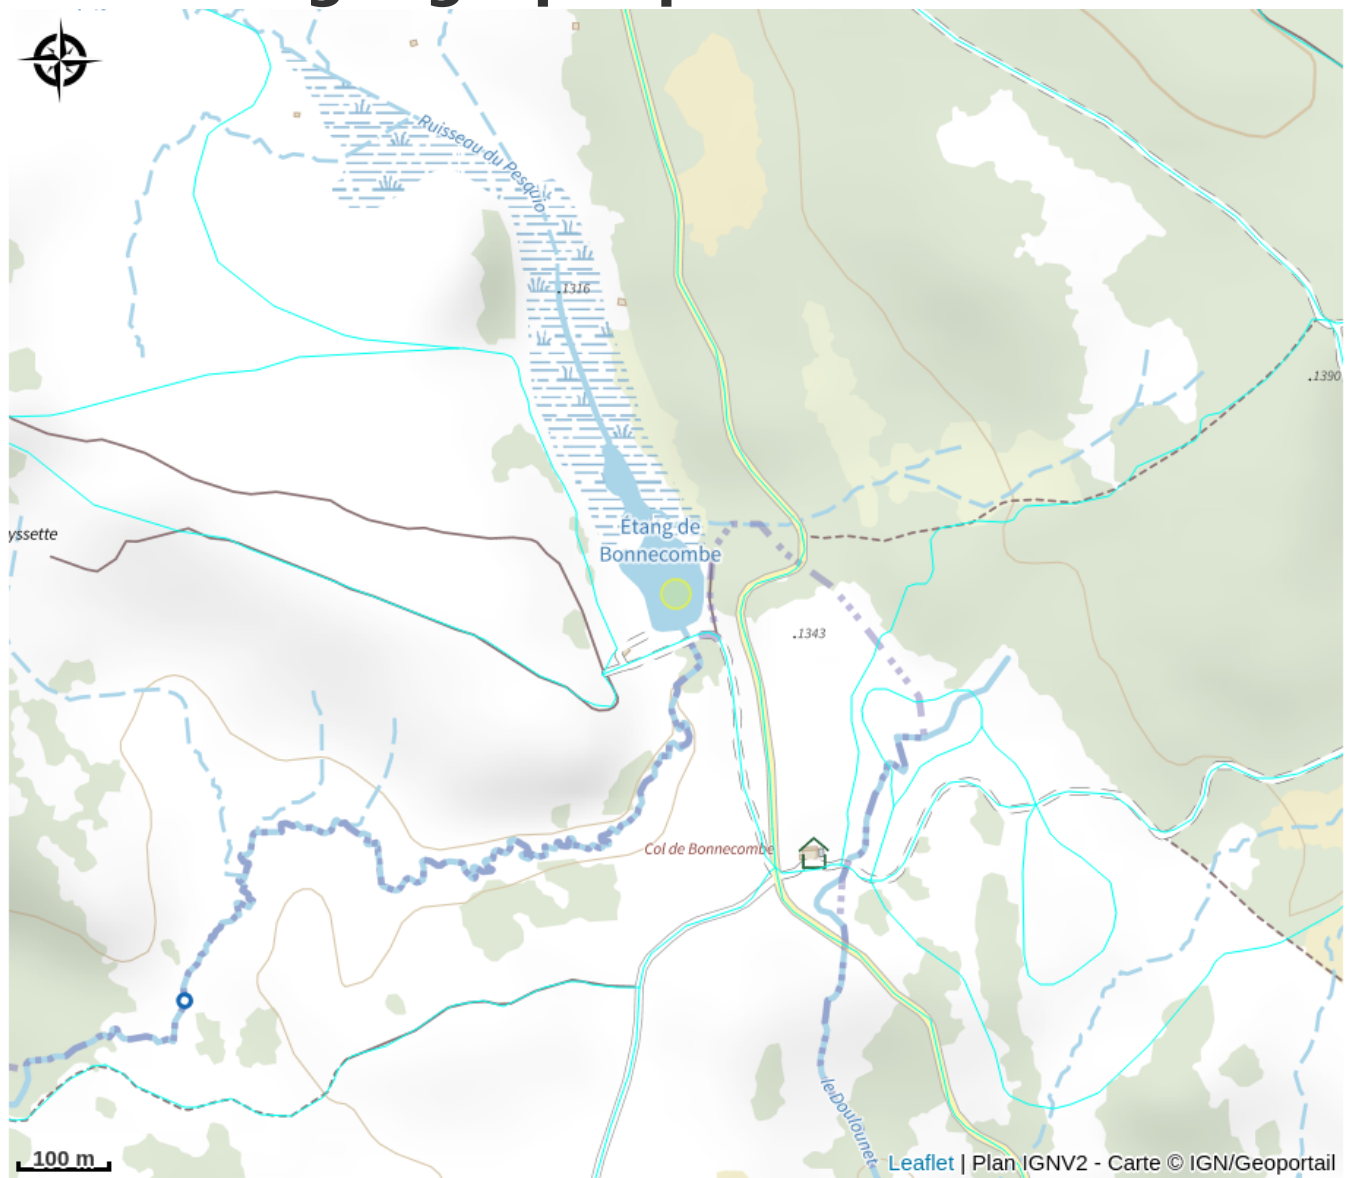 Ruisseau du Pesquio
.1316
.1390
yssette
Étang de
Bonnecombe
.1343
Col de Bonnecombe
le Doulounet
100 m
Leaflet | Plan IGNV2 - Carte © IGN/Geoportail